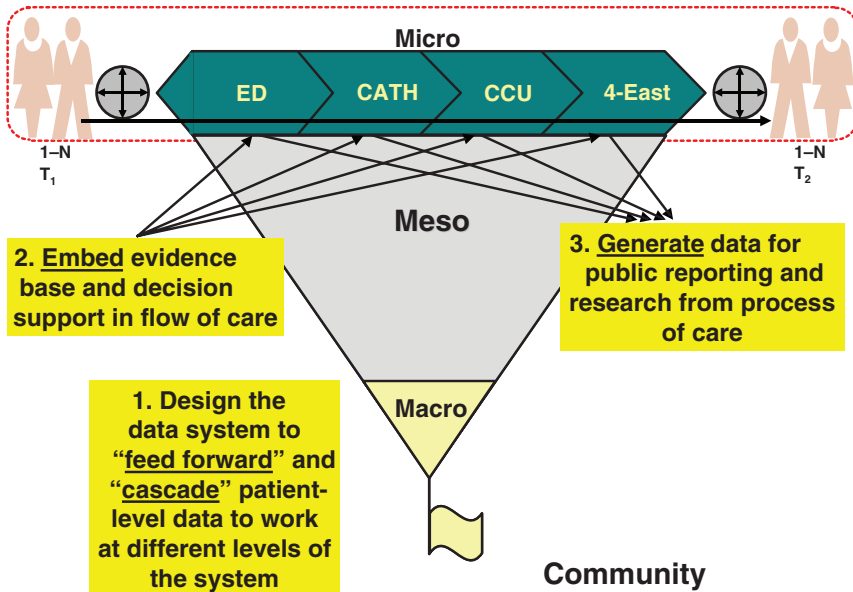 Micro
ED
CATH
CCU
4-East
1–N
T1
1–N
T2
Meso
2. Embed evidence
base and decision
support in flow of care
3. Generate data for
public reporting and
research from process
of care
Macro
1. Design the
data system to
“feed forward” and
“cascade” patient-
level data to work
at different levels of
the system
Community